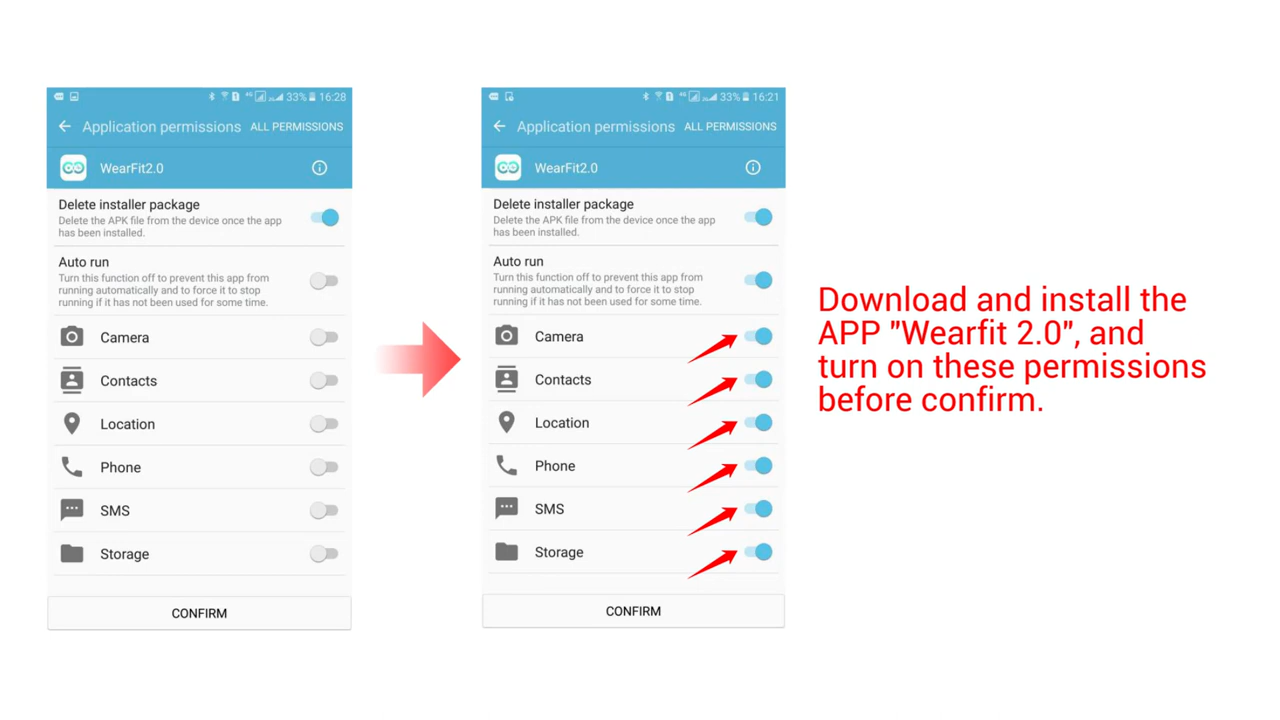 33% 16:28
Application permissions ALL PERMISSIONS
WearFit2.0
Delete installer package
Delete the APK file from the device once the app
has been installed.
Auto run
Turn this function off to prevent this app from
running automatically and to force it to stop
running if it has not been used for some time.
Camera
Contacts
Location
Phone
SMS
Storage
CONFIRM
33% 16:21
Application permissions ALL PERMISSIONS
WearFit2.0
Delete installer package
Delete the APK file from the device once the app
has been installed.
Auto run
Turn this function off to prevent this app from
running automatically and to force it to stop
running if it has not been used for some time.
Camera
Contacts
Location
Phone
SMS
Storage
CONFIRM
Download and install the
APP "Wearfit 2.0", and
turn on these permissions
before confirm.